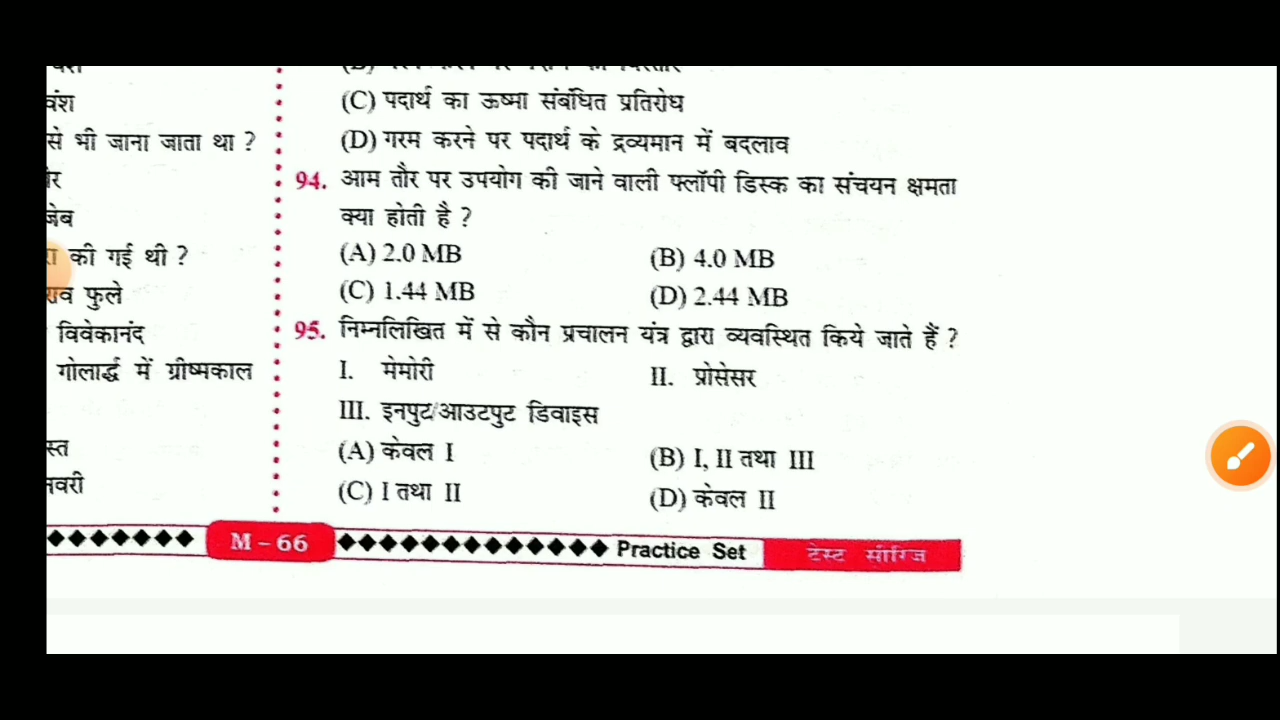 वंश
से भी जाना जाता था ?
जेब
की गई थी ?
राव फुले
विवेकानंद
गोलार्द्ध में ग्रीष्मकाल
स्त
नवरी
(C) पदार्थ का ऊष्मा संबंधित प्रतिरोध
(D) गरम करने पर पदार्थ के द्रव्यमान में बदलाव
94. आम तौर पर उपयोग की जाने वाली फ्लॉपी डिस्क का संचयन क्षमता
क्या होती है ?
(A) 2.0 MB (B) 4.0 MB
(C) 1.44 MB (D) 2.44 MB
95. निम्नलिखित में से कौन प्रचालन यंत्र द्वारा व्यवस्थित किये जाते हैं ?
I. मेमोरी II. प्रोसेसर
III. इनपुट/आउटपुट डिवाइस
(A) केवल I (B) I, II तथा III
(C) I तथा II (D) केवल II
M – 66 Practice Set टेस्ट सीरिज